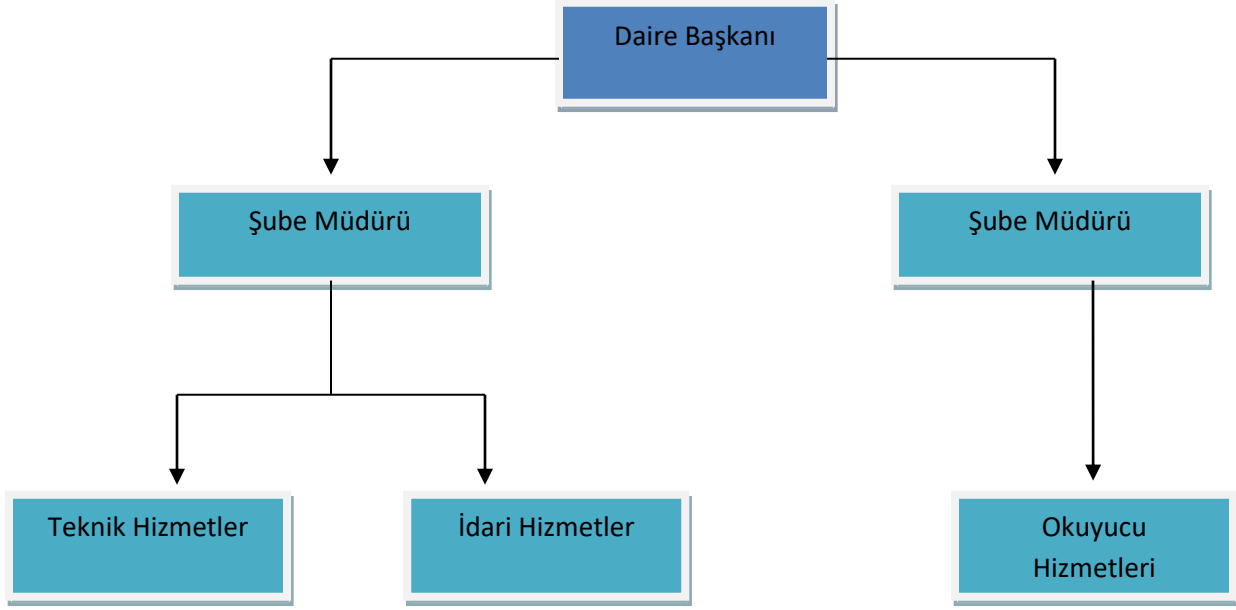 Daire Başkanı
Şube Müdürü
Şube Müdürü
Teknik Hizmetler
İdari Hizmetler
Okuyucu
Hizmetleri